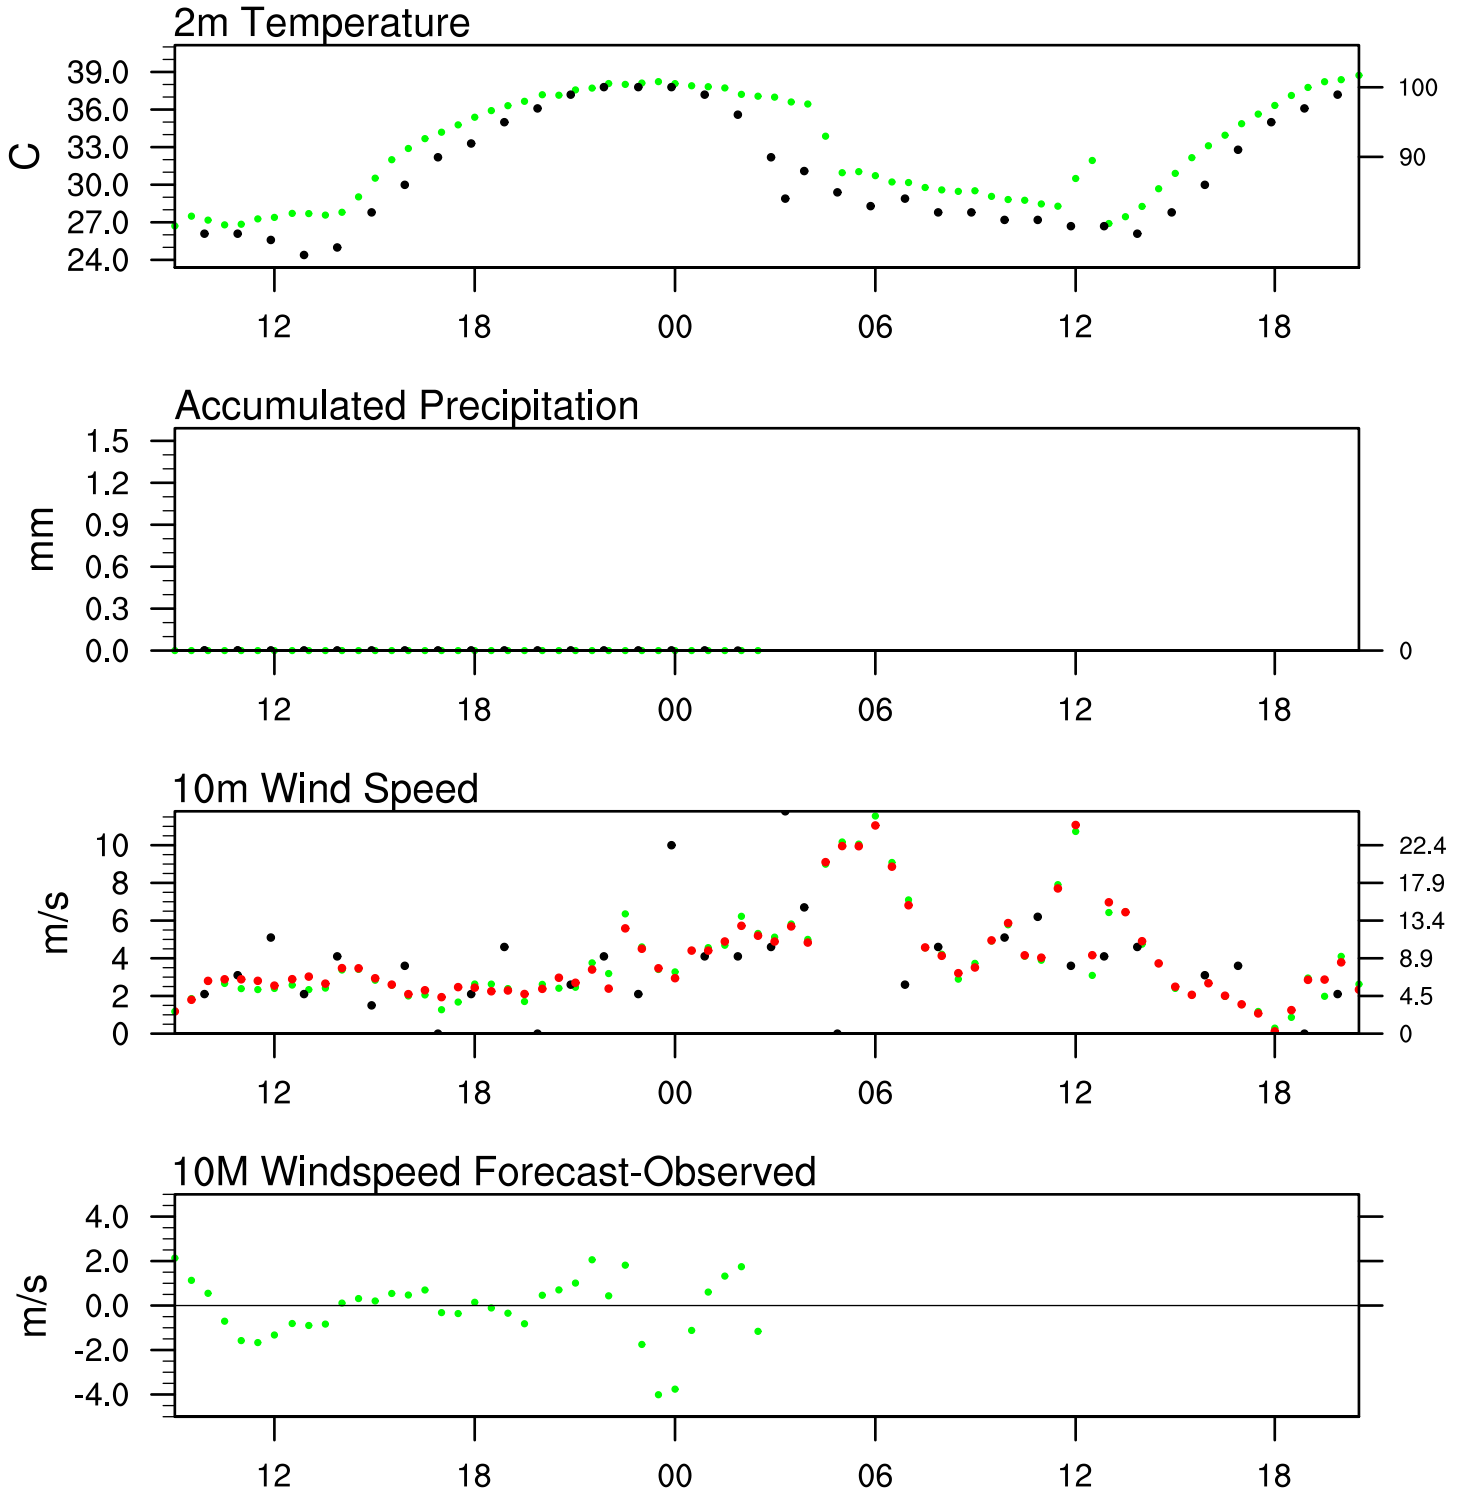 2m Temperature
39.0
36.0
33.0
30.0
27.0
24.0
C
100
90
12 18 00 06 12 18
Accumulated Precipitation
1.5
1.2
0.9
0.6
0.3
0.0
mm
0
12 18 00 06 12 18
10m Wind Speed
10
8
6
4
2
0
m/s
22.4
17.9
13.4
8.9
4.5
0
12 18 00 06 12 18
10M Windspeed Forecast-Observed
4.0
2.0
0.0
-2.0
-4.0
m/s
12 18 00 06 12 18